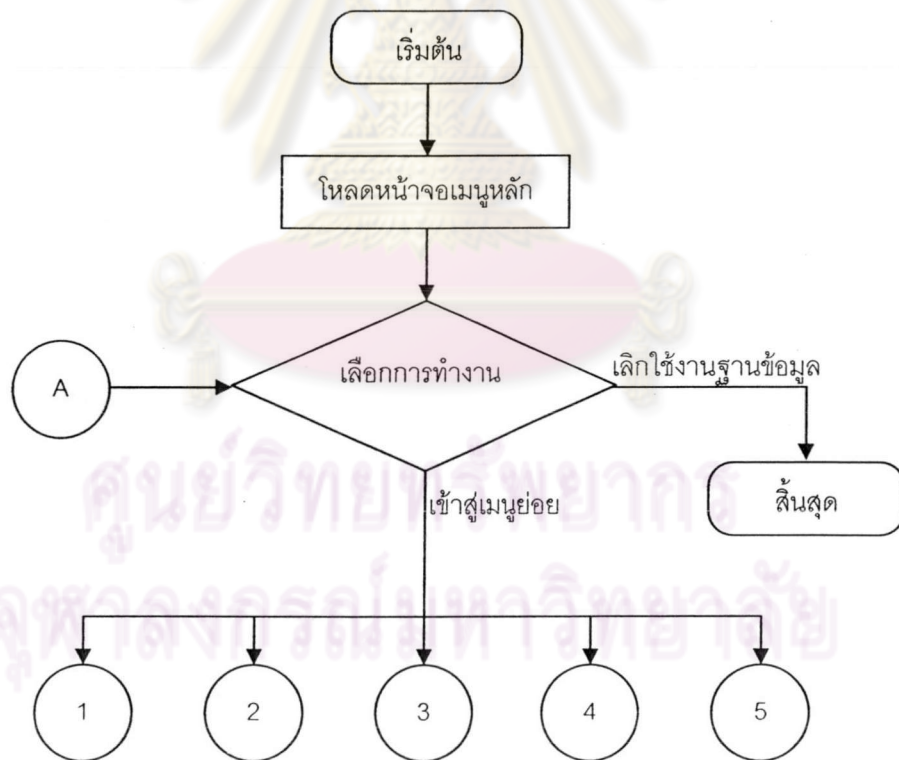 เริ่มต้น
โหลดหน้าจอเมนูหลัก
เลือกการทำงาน
เลิกใช้งานฐานข้อมูล
A
สิ้นสุด
เข้าสู่เมนูย่อย
ศูนย์วิทยทรัพยากร
จุฬาลงกรณ์มหาวิทยาลัย
1 2 3 4 5